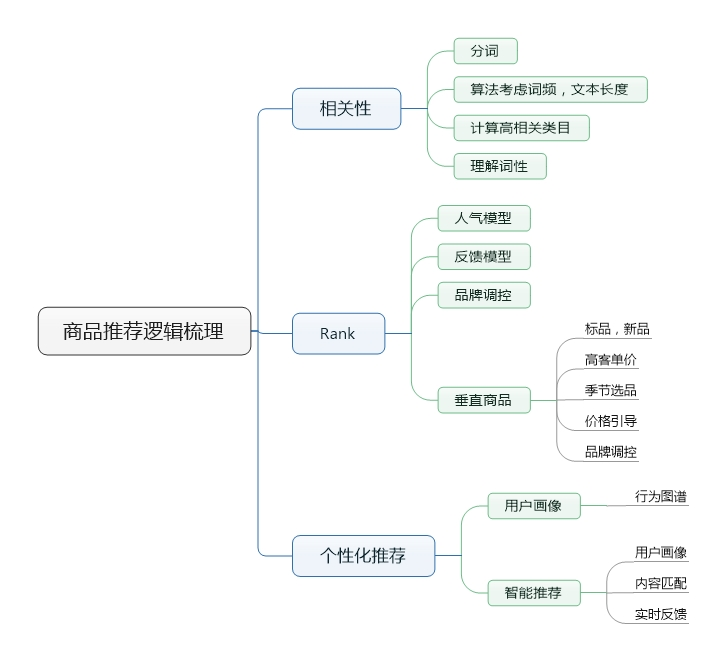 商品推荐逻辑梳理
相关性
分词
算法考虑词频，文本长度
计算高相关类目
理解词性
Rank
人气模型
反馈模型
品牌调控
垂直商品
标品，新品
高客单价
季节选品
价格引导
品牌调控
个性化推荐
用户画像
行为图谱
智能推荐
用户画像
内容匹配
实时反馈